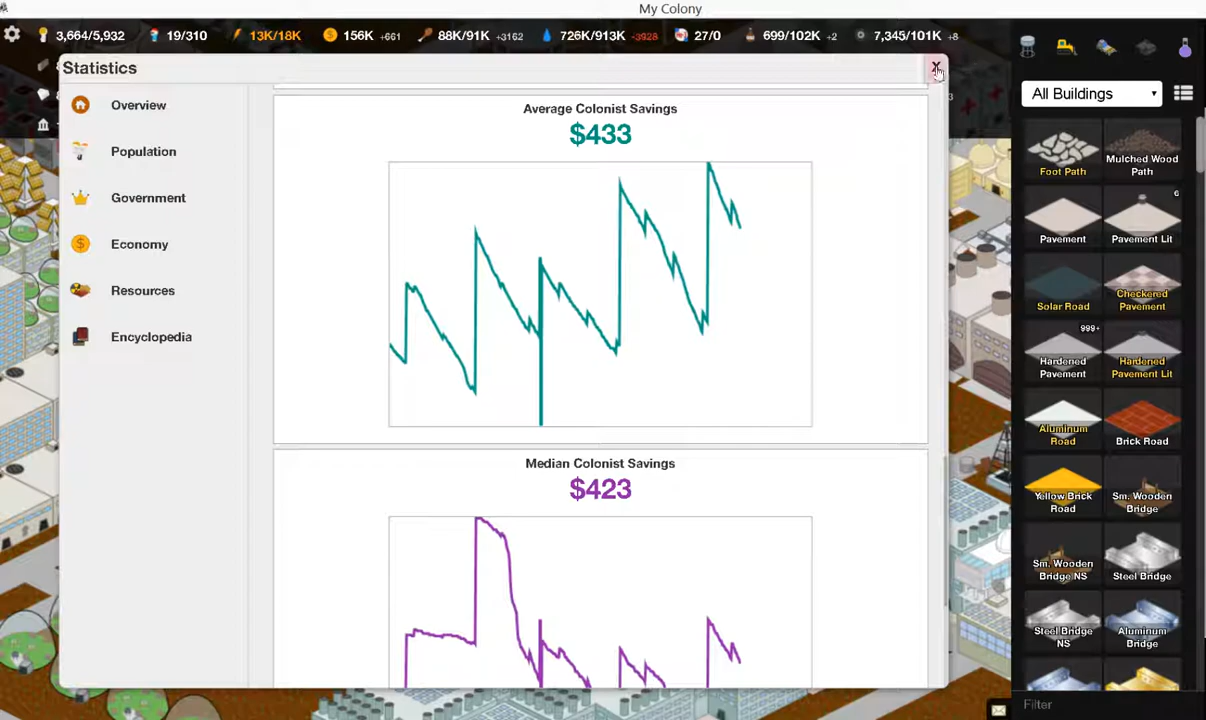 My Colony
3,664/5,932 19/310 13K/18K 156K +661 88K/91K +3162 726K/913K -3928 27/0 699/102K +2 7,345/101K +8
Statistics
X
Overview
Population
Government
Economy
Resources
Encyclopedia
Average Colonist Savings
$433
Median Colonist Savings
$423
All Buildings
Foot Path
Mulched Wood
Path
6
Pavement
Pavement Lit
Solar Road
Checkered
Pavement
999+
Hardened
Pavement
Hardened
Pavement Lit
Aluminum
Road
Brick Road
Yellow Brick
Road
Sm. Wooden
Bridge
Sm. Wooden
Bridge NS
Steel Bridge
Steel Bridge
NS
Aluminum
Bridge
Filter